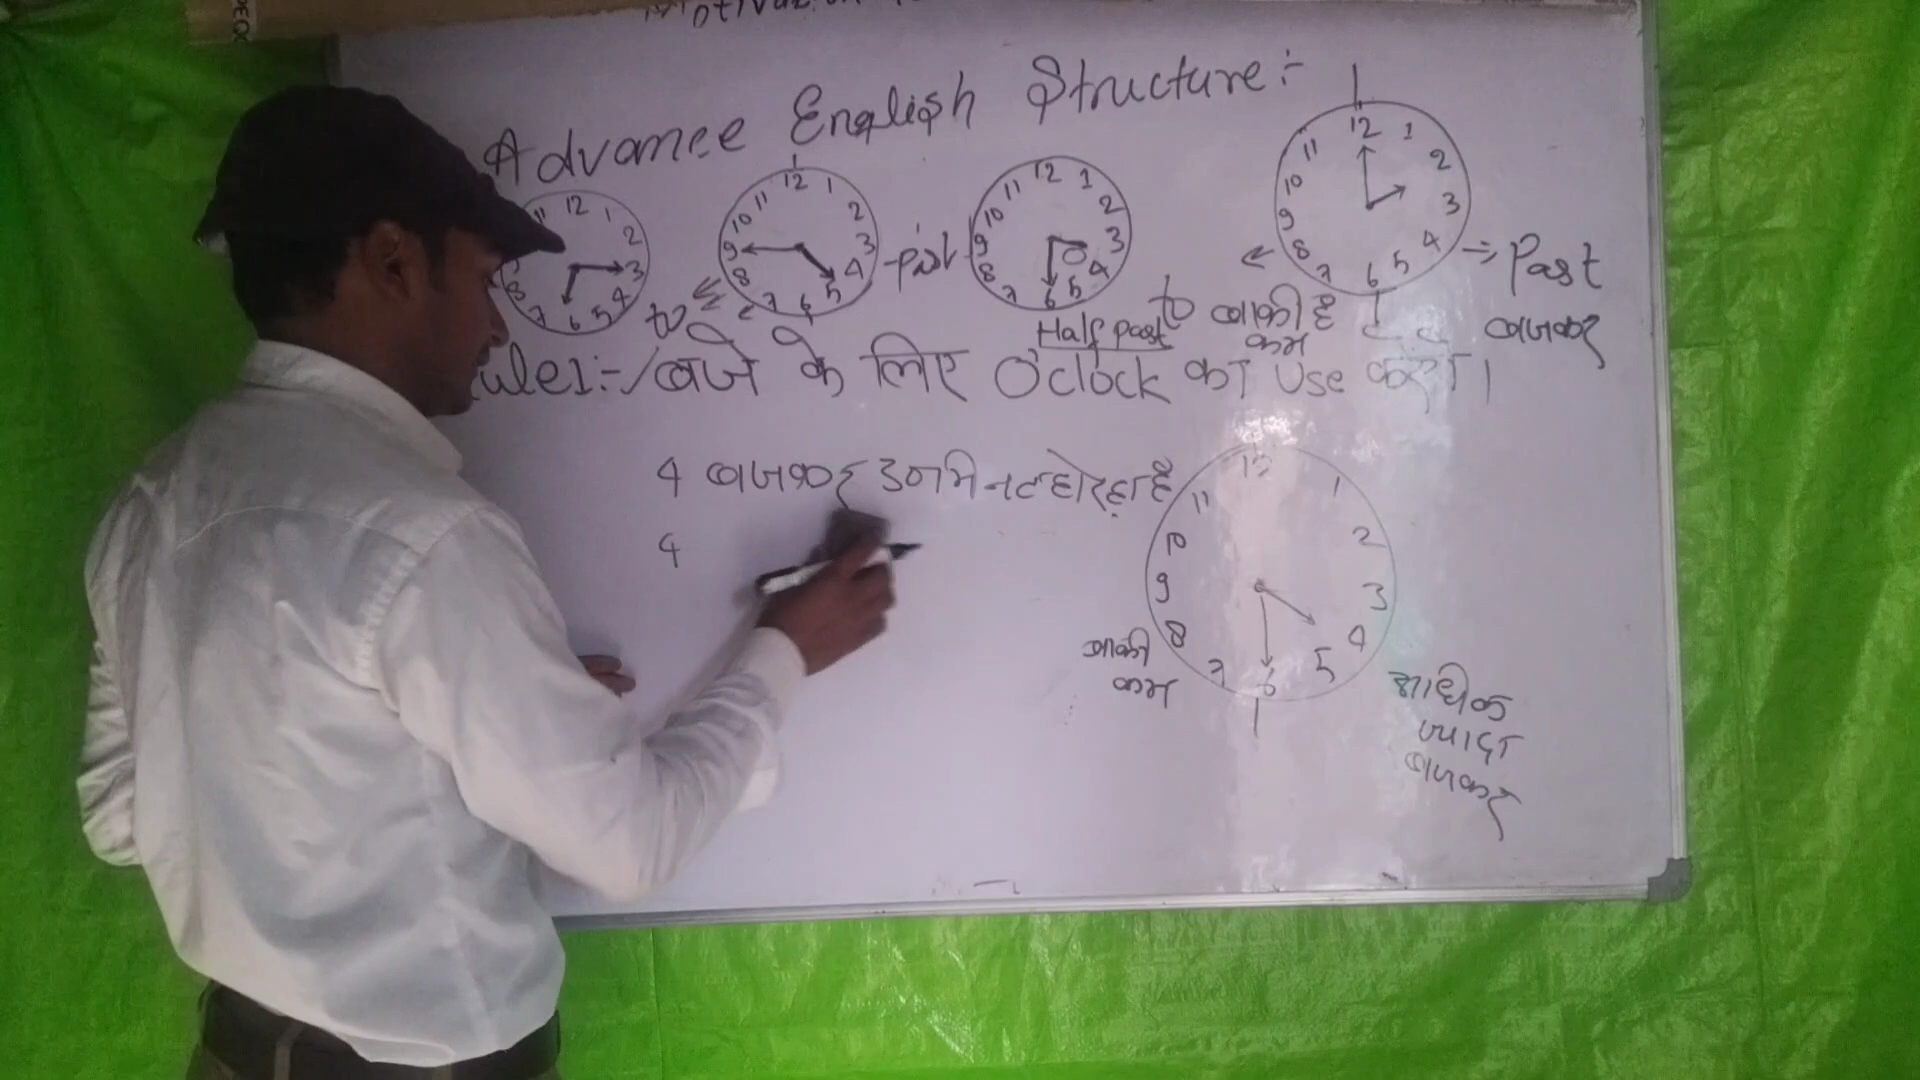 Advance English Structure:-
11 12 1 2 3 4 5 6 7 8
12 1 2 3 4 5 6 7 8 9 10 11
12 1 2 3 4 5 6 7 8 9 10 11
12 1 2 3 4 5 6 7 8 9 10 11
to
Half past
to बाकी है
कम
Past
बजकर
बजे के लिए O'clock का Use करना।
4 बजकर 30 मिनट हो रहा है
4
12 1 2 3 4 5 6 7 8 9 10 11
बाकी
कम
अधिक
ज्यादा
बजकर